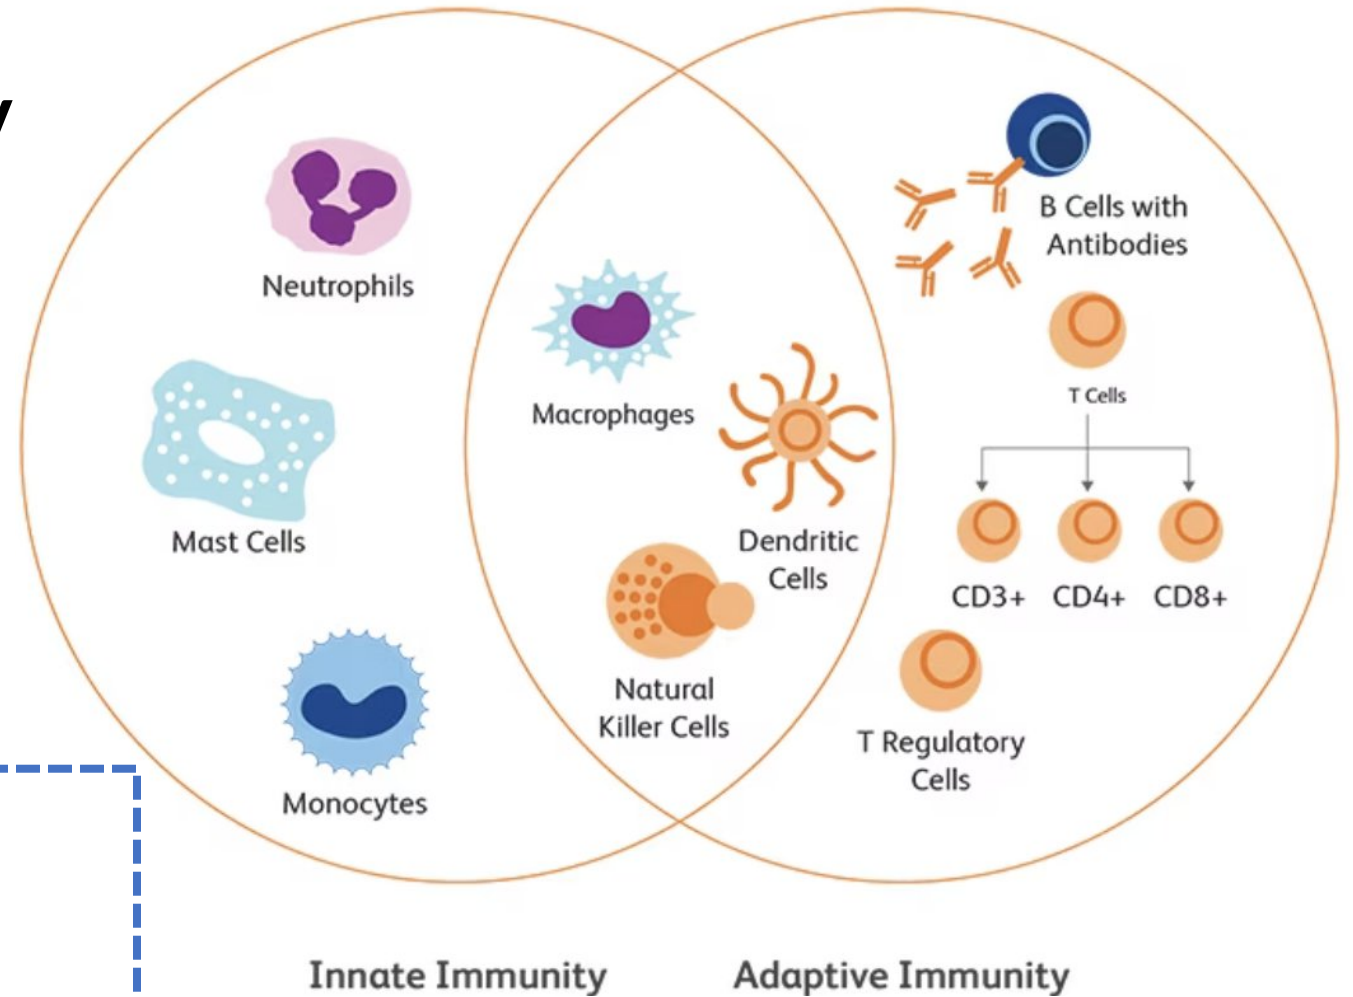 Neutrophils
Mast Cells
Monocytes
Macrophages
Dendritic
Cells
Natural
Killer Cells
B Cells with
Antibodies
T Cells
CD3+ CD4+ CD8+
T Regulatory
Cells
Innate Immunity
Adaptive Immunity